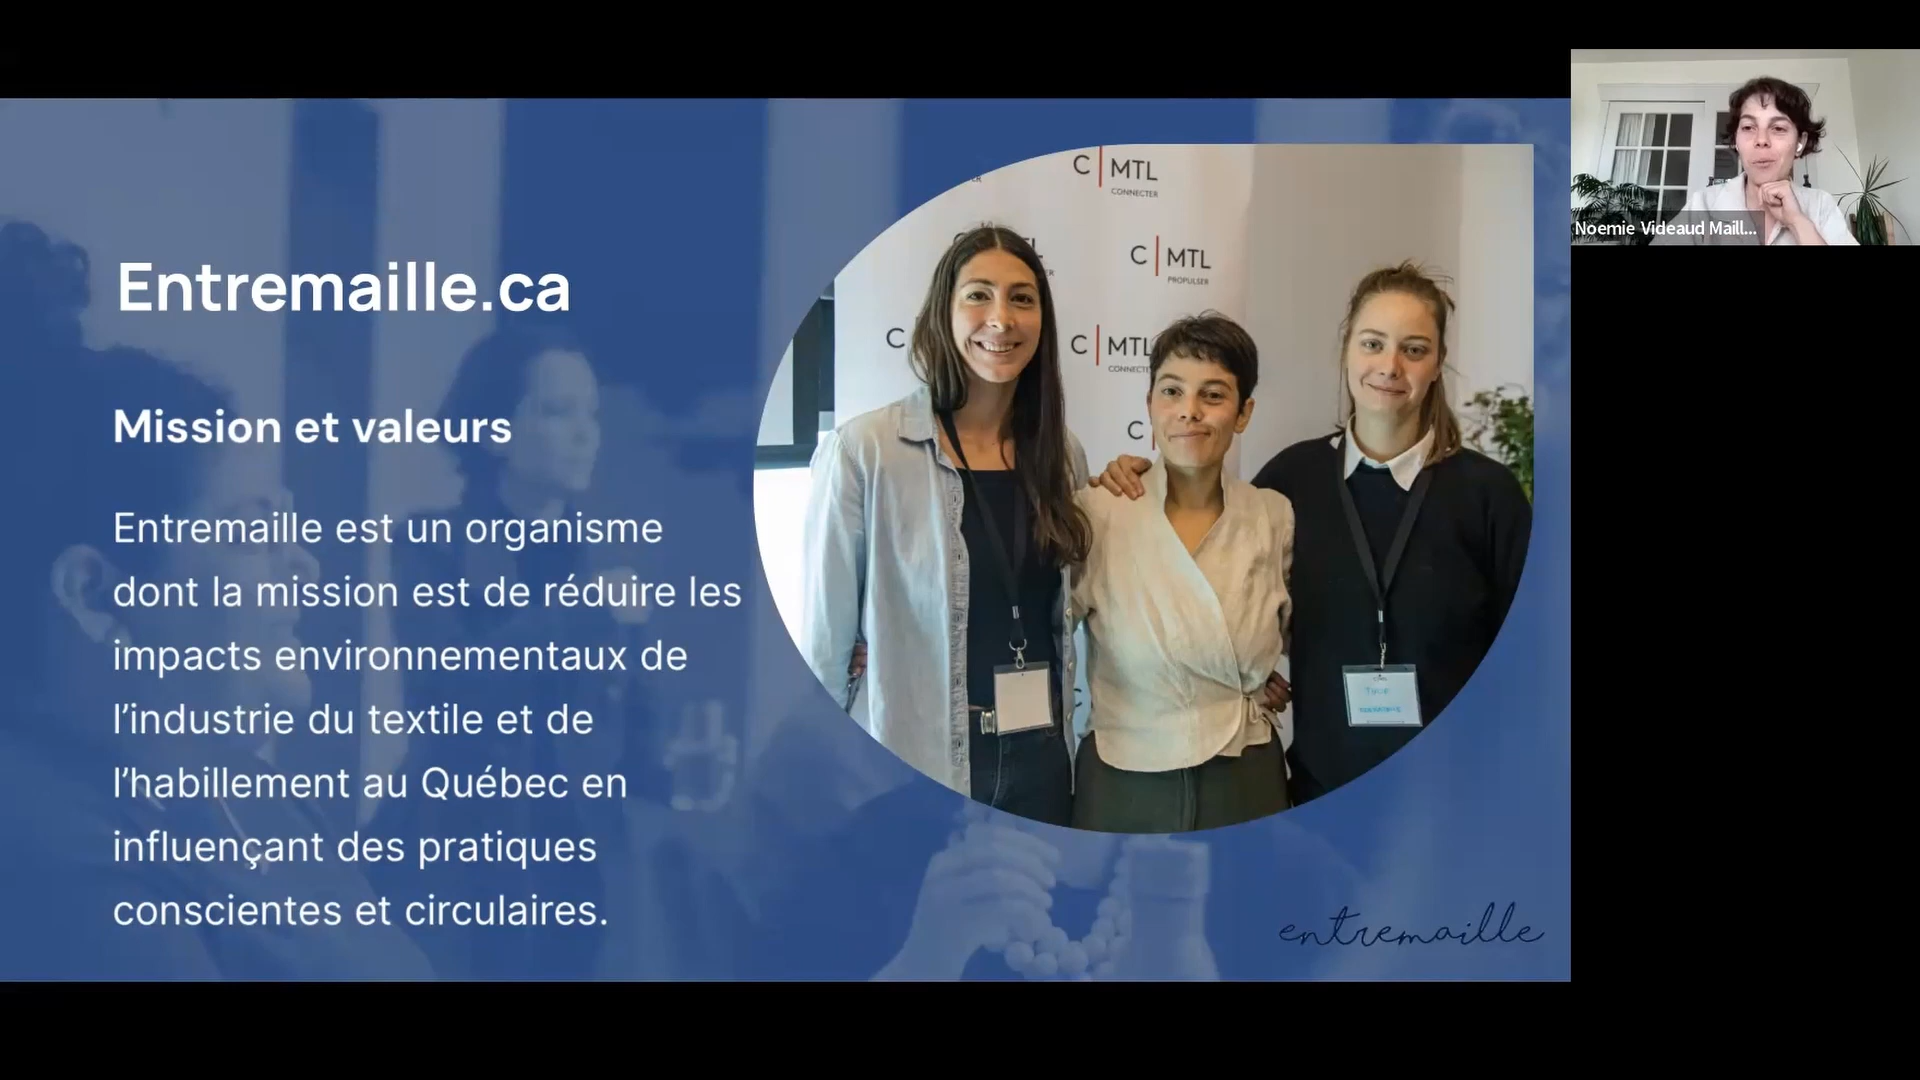 Entremaille.ca
Mission et valeurs
Entremaille est un organisme
dont la mission est de réduire les
impacts environnementaux de
l'industrie du textile et de
l'habillement au Québec en
influençant des pratiques
conscientes et circulaires.
C | MTL
CONNECTER
C | MTL
PROPULSER
C
C | MTL
CONNECTE
C
entremaille
Noemie Videaud Maill...